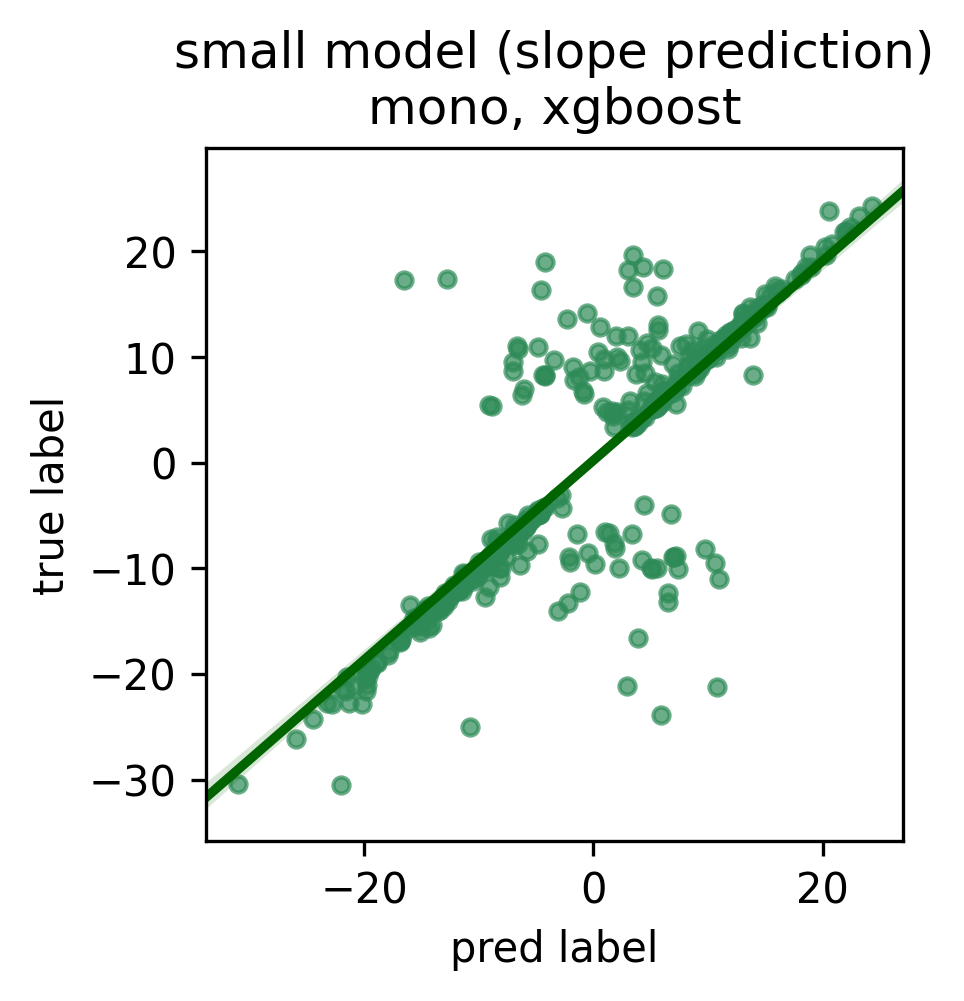 small model (slope prediction)
mono, xgboost
20
10
0
−10
−20
−30
true label
−20 0 20
pred label